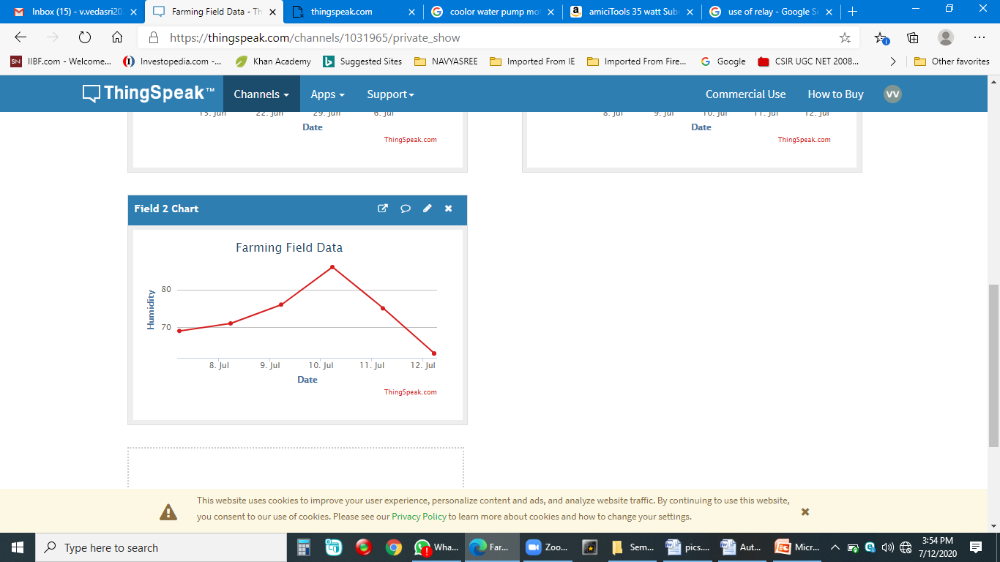 Inbox (15) - v.vedasri20
Farming Field Data - Th
thingspeak.com
coolor water pump mo
amiciTools 35 watt Sub
use of relay - Google Se
https://thingspeak.com/channels/1031965/private_show
IIBF.com - Welcome...
Investopedia.com -...
Khan Academy
Suggested Sites
NAVYASREE
Imported From IE
Imported From Fire...
Google
CSIR UGC NET 2008...
Other favorites
ThingSpeak™
Channels
Apps
Support
Commercial Use
How to Buy
VV
15. Jun 22. Jun 29. Jun 6. Jul
Date
ThingSpeak.com
8. Jul 9. Jul 10. Jul 11. Jul 12. Jul
Date
ThingSpeak.com
Field 2 Chart
Farming Field Data
Humidity
80
70
8. Jul 9. Jul 10. Jul 11. Jul 12. Jul
Date
ThingSpeak.com
This website uses cookies to improve your user experience, personalize content and ads, and analyze website traffic. By continuing to use this website,
you consent to our use of cookies. Please see our Privacy Policy to learn more about cookies and how to change your settings.
Type here to search
Wha...
Far...
Zoo...
Sem...
pics....
Aut...
Micr...
3:54 PM
7/12/2020